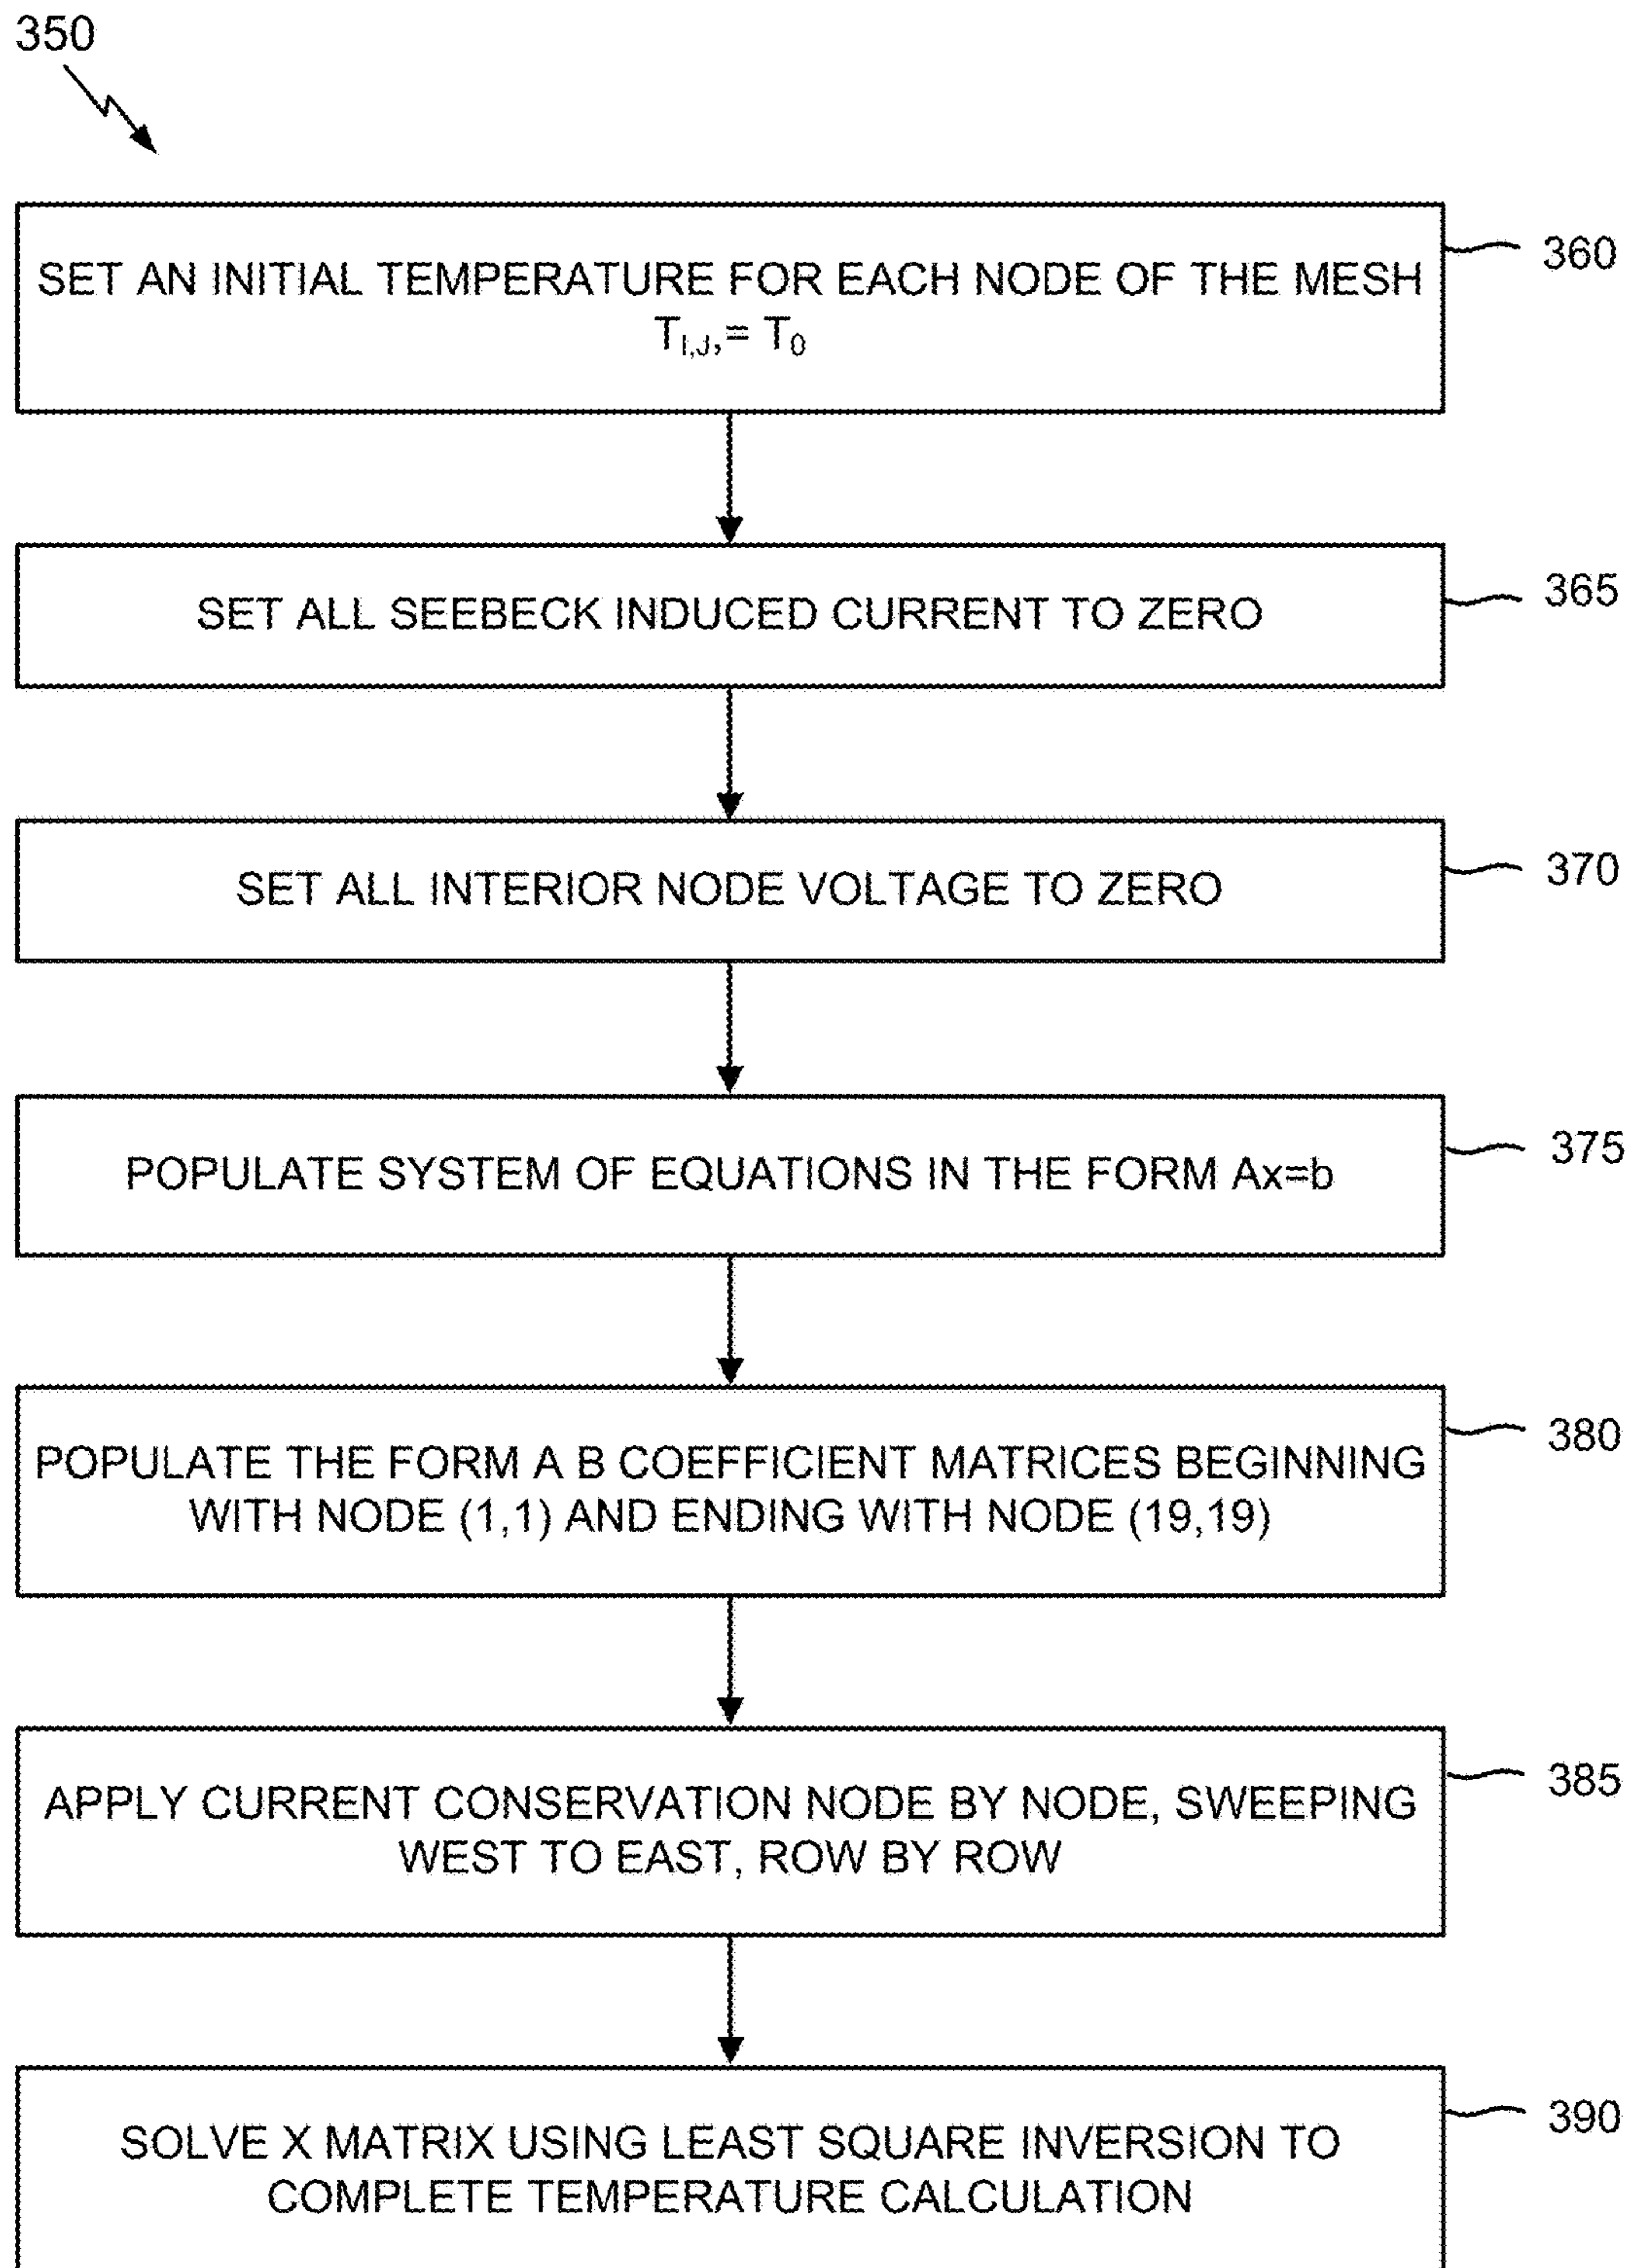 350
SET AN INITIAL TEMPERATURE FOR EACH NODE OF THE MESH
T_{I,J,}= T_0
360
SET ALL SEEBECK INDUCED CURRENT TO ZERO
365
SET ALL INTERIOR NODE VOLTAGE TO ZERO
370
POPULATE SYSTEM OF EQUATIONS IN THE FORM Ax=b
375
POPULATE THE FORM A B COEFFICIENT MATRICES BEGINNING
WITH NODE (1,1) AND ENDING WITH NODE (19,19)
380
APPLY CURRENT CONSERVATION NODE BY NODE, SWEEPING
WEST TO EAST, ROW BY ROW
385
SOLVE X MATRIX USING LEAST SQUARE INVERSION TO
COMPLETE TEMPERATURE CALCULATION
390